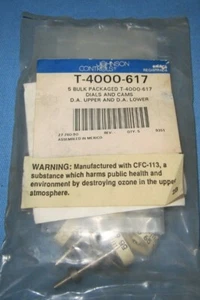 JOHNSON
CONTROLS
T-4000-617
5 BULK PACKAGED T-4000-617
DIALS AND CAMS
D.A. UPPER AND D.A. LOWER
ASSEMBLED IN MEXICO
WARNING: Manufactured with CFC-113, a
substance which harms public health and
environment by destroying ozone in the upper
atmosphere.